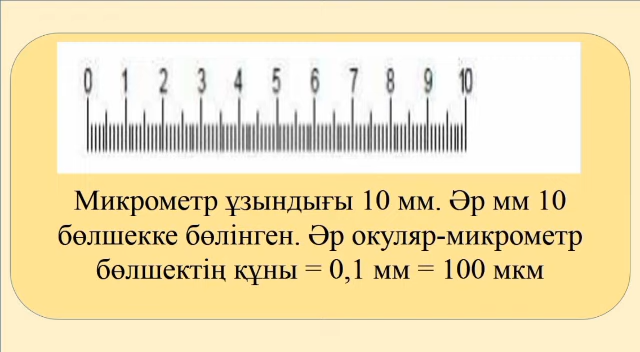 0 1 2 3 4 5 6 7 8 9 10
Микрометр ұзындығы 10 мм. Әр мм 10
бөлшекке бөлінген. Әр окуляр-микрометр
бөлшектің құны = 0,1 мм = 100 мкм